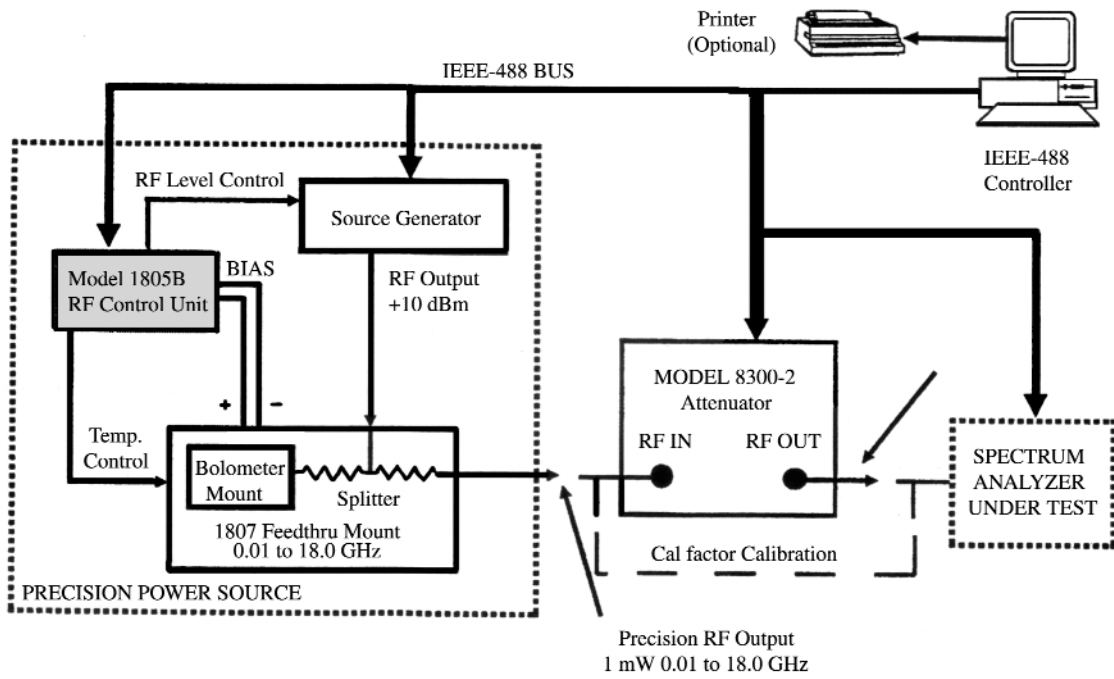 Printer
(Optional)
IEEE-488 BUS
IEEE-488
Controller
RF Level Control
Source Generator
Model 1805B
RF Control Unit
BIAS
RF Output
+10 dBm
MODEL 8300-2
Attenuator
RF IN
RF OUT
+
−
Temp.
Control
Bolometer
Mount
Splitter
1807 Feedthru Mount
0.01 to 18.0 GHz
SPECTRUM
ANALYZER
UNDER TEST
Cal factor Calibration
PRECISION POWER SOURCE
Precision RF Output
1 mW 0.01 to 18.0 GHz